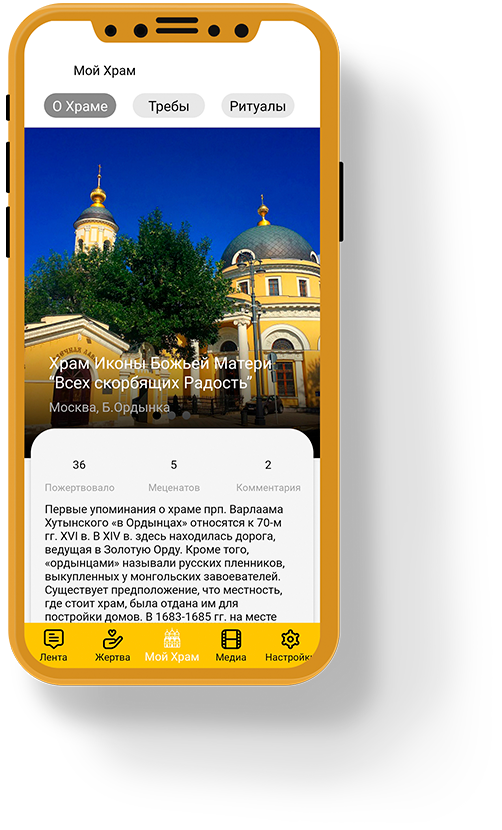 Мой Храм
О Храме Требы Ритуалы
Храм Иконы Божьей Матери
“Всех скорбящих Радость”
Москва, Б.Ордынка
36 5 2
Пожертвовало Меценатов Комментария
Первые упоминания о храме прп. Варлаама
Хутынского «в Ордынцах» относятся к 70-м
гг. XVI в. В XIV в. здесь находилась дорога,
ведущая в Золотую Орду. Кроме того,
«ордынцами» называли русских пленников,
выкупленных у монгольских завоевателей.
Существует предположение, что местность,
где стоит храм, была отдана им для
постройки домов. В 1683-1685 гг. на месте
Лента Жертва Мой Храм Медиа Настройки